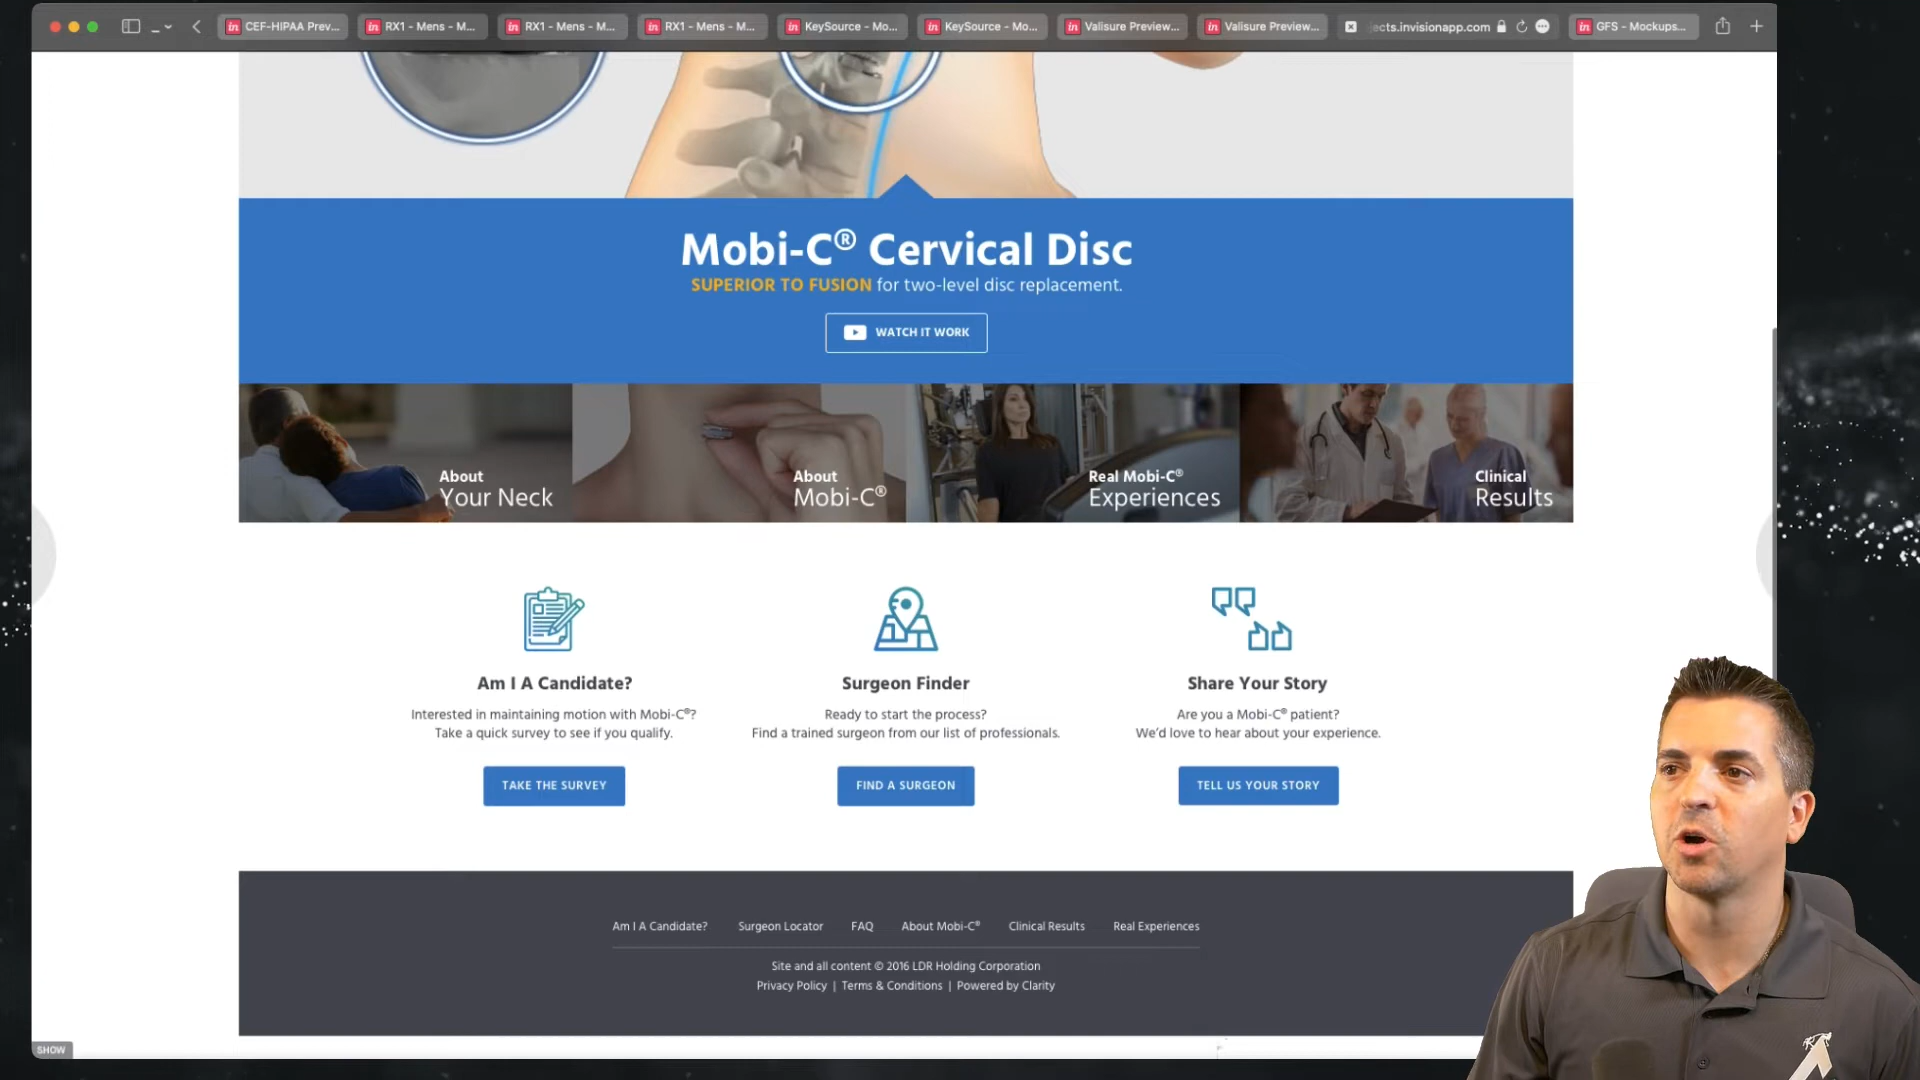 CEF-HIPAA Prev...
RX1 - Mens - M...
RX1 - Mens - M...
RX1 - Mens - M...
KeySource - Mo...
KeySource - Mo...
Valisure Preview...
Valisure Preview...
jects.invisionapp.com
GFS - Mockups...
Mobi-C® Cervical Disc
SUPERIOR TO FUSION for two-level disc replacement.
WATCH IT WORK
About
Your Neck
About
Mobi-C®
Real Mobi-C®
Experiences
Clinical
Results
Am I A Candidate?
Interested in maintaining motion with Mobi-C®?
Take a quick survey to see if you qualify.
TAKE THE SURVEY
Surgeon Finder
Ready to start the process?
Find a trained surgeon from our list of professionals.
FIND A SURGEON
Share Your Story
Are you a Mobi-C® patient?
We'd love to hear about your experience.
TELL US YOUR STORY
Am I A Candidate? Surgeon Locator FAQ About Mobi-C® Clinical Results Real Experiences
Site and all content © 2016 LDR Holding Corporation
Privacy Policy | Terms & Conditions | Powered by Clarity
SHOW